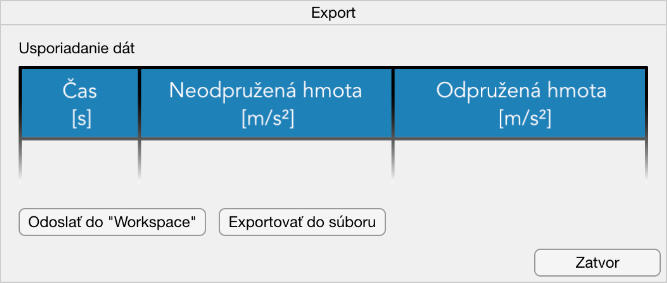 Export
Usporiadanie dát
Čas
[s]
Neodpružená hmota
[m/s²]
Odpružená hmota
[m/s²]
Odoslať do "Workspace"
Exportovať do súboru
Zatvor